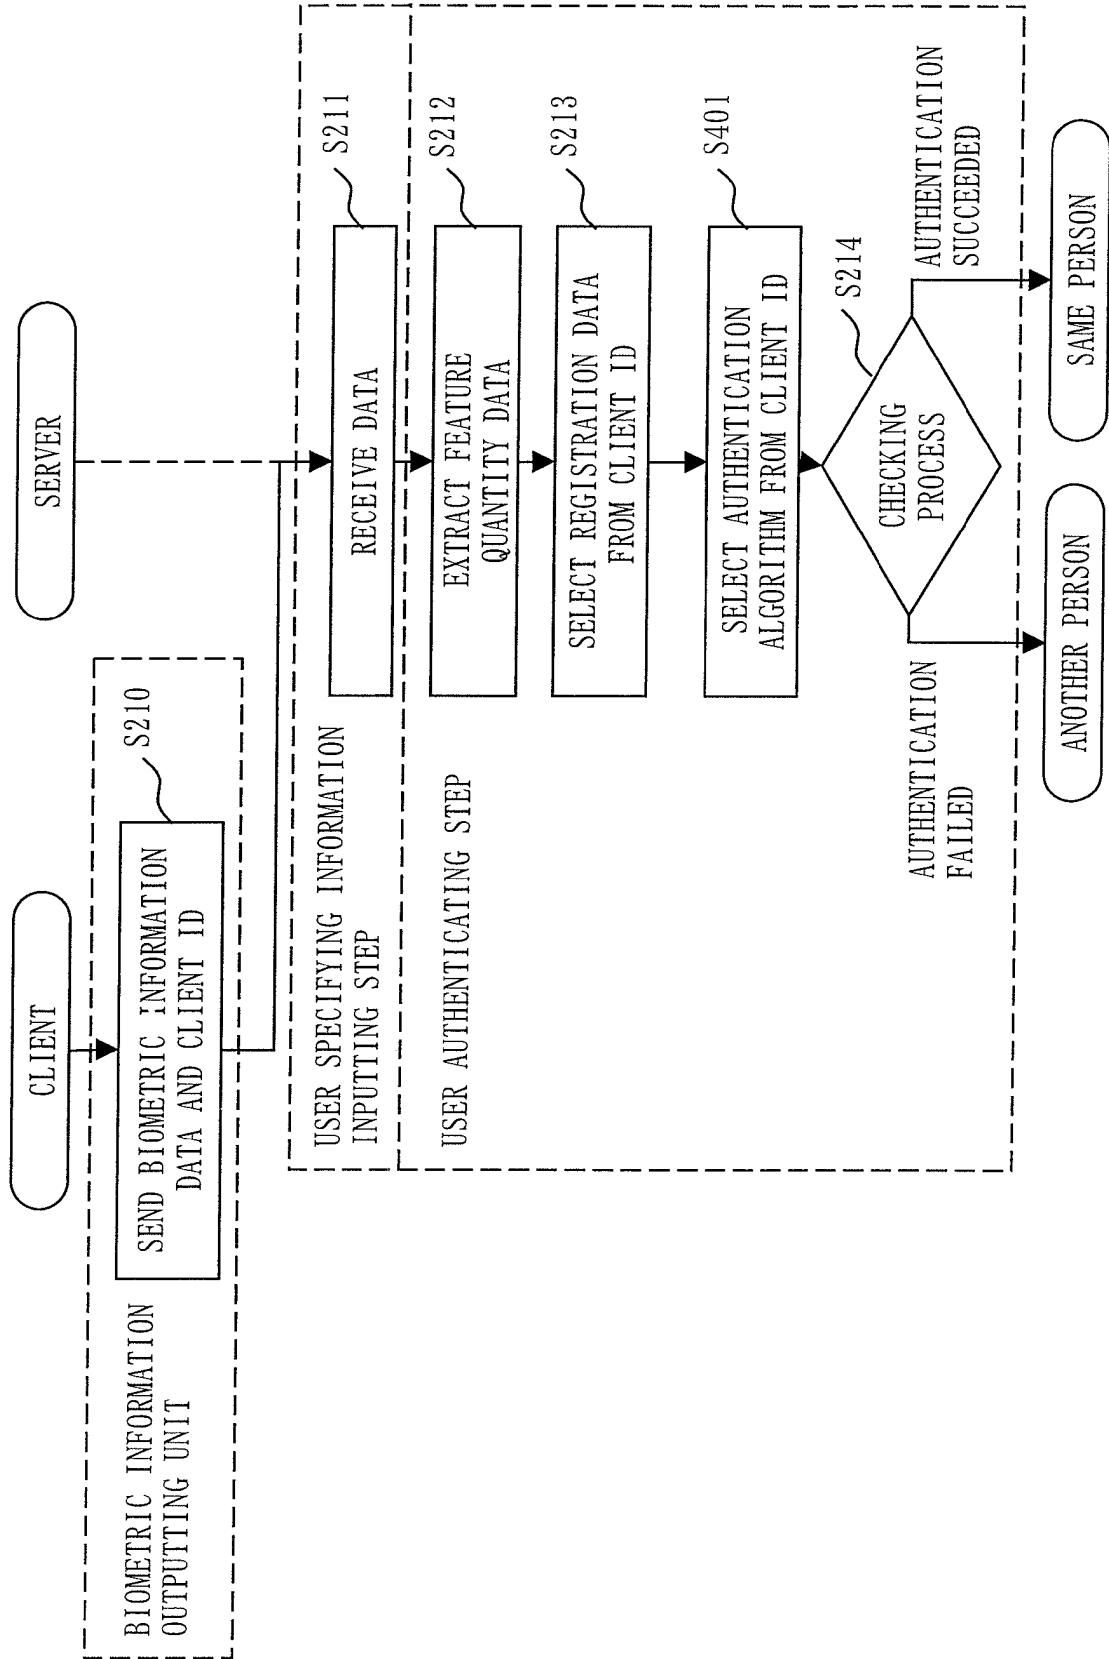 CLIENT
SERVER
BIOMETRIC INFORMATION
OUTPUTTING UNIT
SEND BIOMETRIC INFORMATION
DATA AND CLIENT ID
S210
USER SPECIFYING INFORMATION
INPUTTING STEP
RECEIVE DATA
S211
USER AUTHENTICATING STEP
EXTRACT FEATURE
QUANTITY DATA
S212
SELECT REGISTRATION DATA
FROM CLIENT ID
S213
SELECT AUTHENTICATION
ALGORITHM FROM CLIENT ID
S401
CHECKING
PROCESS
S214
AUTHENTICATION
FAILED
AUTHENTICATION
SUCCEEDED
ANOTHER PERSON
SAME PERSON